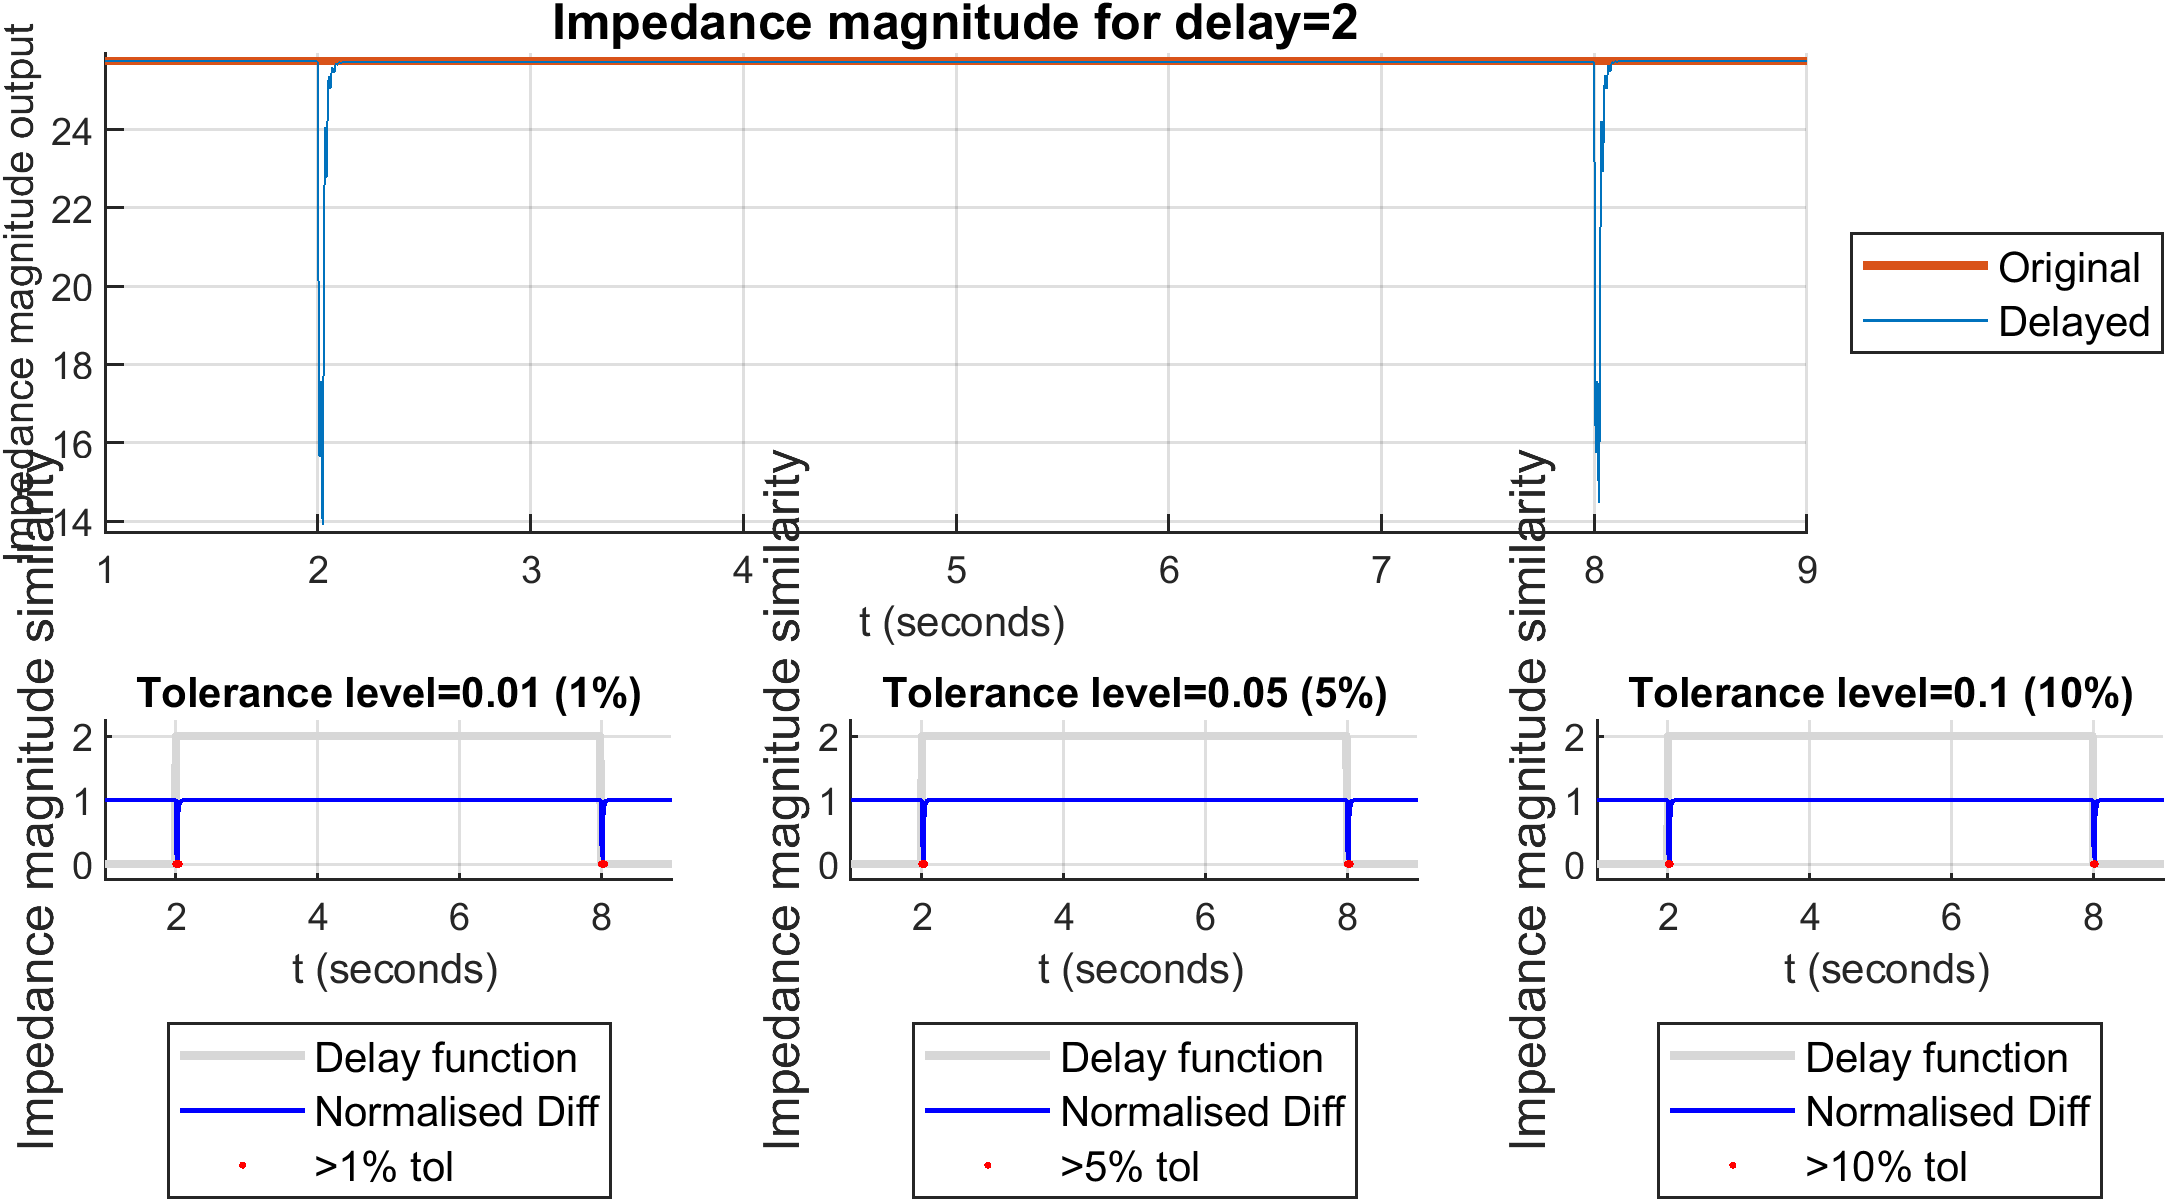 Impedance magnitude for delay=2
Impedance magnitude output
24
22
20
18
16
14
1 2 3 4 5 6 7 8 9
t (seconds)
Original
Delayed
Tolerance level=0.01 (1%)
Impedance magnitude similarity
2
1
0
2 4 6 8
t (seconds)
Delay function
Normalised Diff
>1% tol
Tolerance level=0.05 (5%)
Impedance magnitude similarity
2
1
0
2 4 6 8
t (seconds)
Delay function
Normalised Diff
>5% tol
Tolerance level=0.1 (10%)
Impedance magnitude similarity
2
1
0
2 4 6 8
t (seconds)
Delay function
Normalised Diff
>10% tol